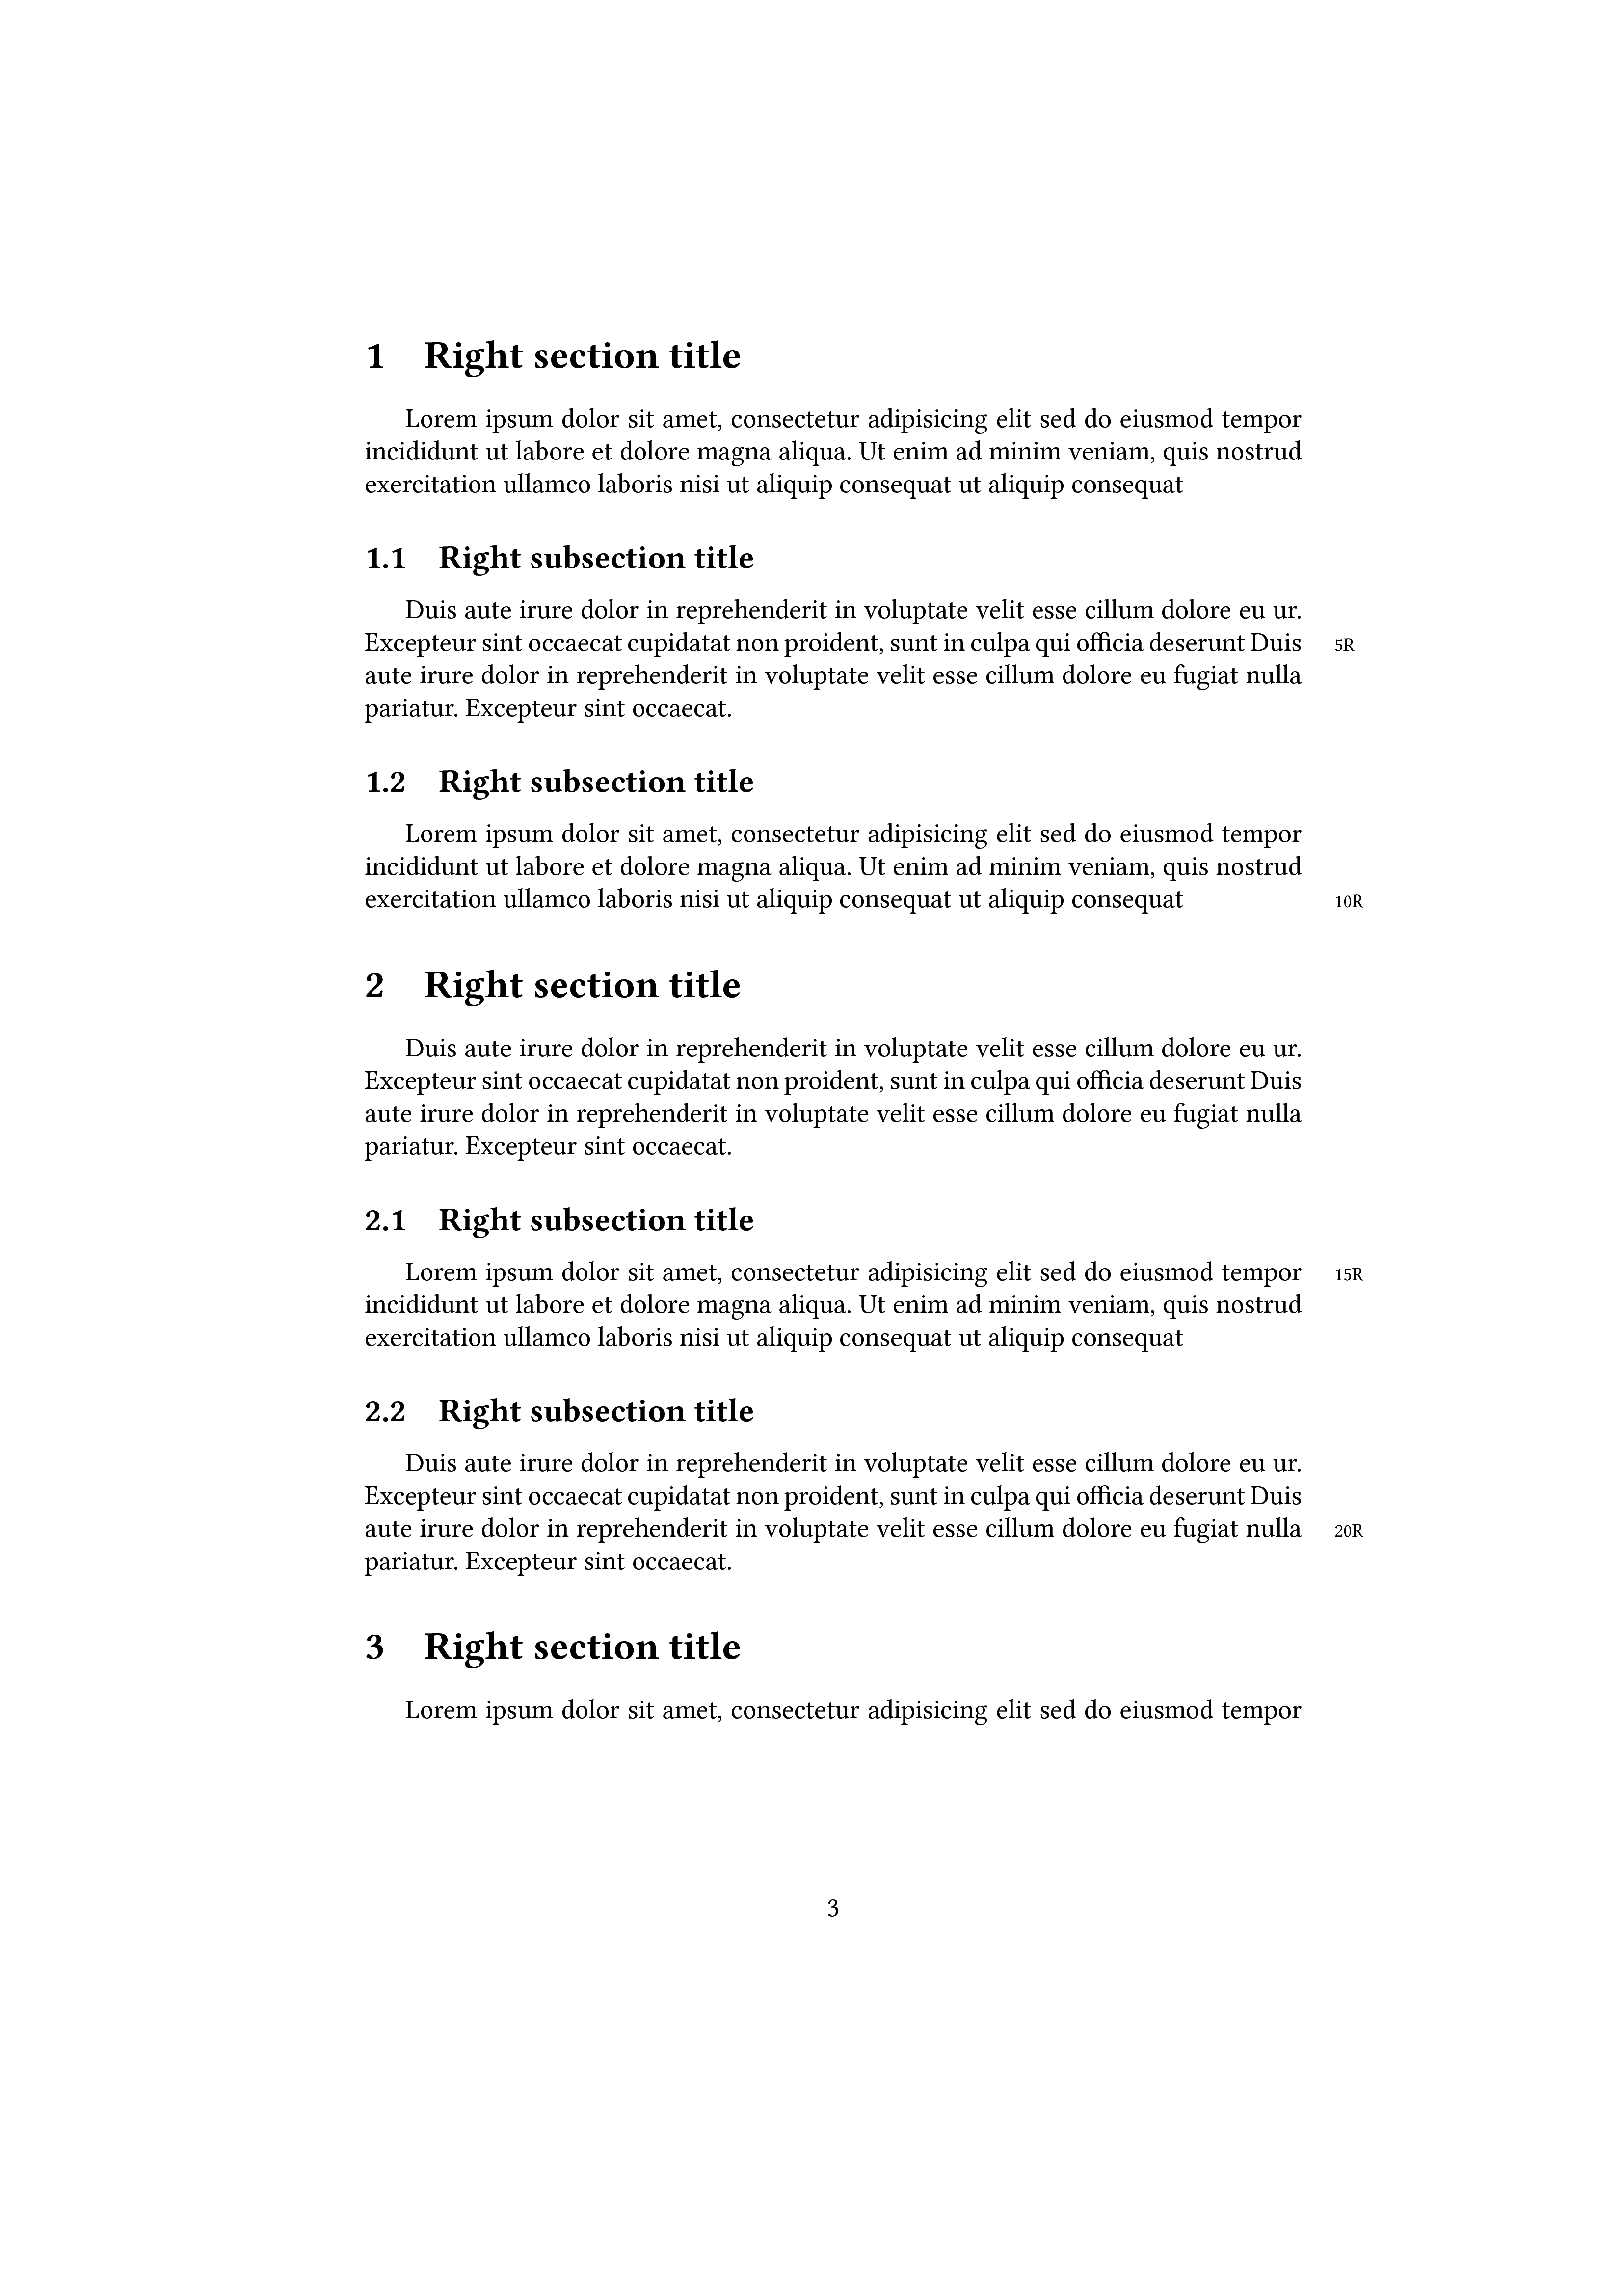 1 Right section title
Lorem ipsum dolor sit amet, consectetur adipisicing elit sed do eiusmod tempor
incididunt ut labore et dolore magna aliqua. Ut enim ad minim veniam, quis nostrud
exercitation ullamco laboris nisi ut aliquip consequat ut aliquip consequat
1.1 Right subsection title
Duis aute irure dolor in reprehenderit in voluptate velit esse cillum dolore eu ur.
Excepteur sint occaecat cupidatat non proident, sunt in culpa qui officia deserunt Duis 5R
aute irure dolor in reprehenderit in voluptate velit esse cillum dolore eu fugiat nulla
pariatur. Excepteur sint occaecat.
1.2 Right subsection title
Lorem ipsum dolor sit amet, consectetur adipisicing elit sed do eiusmod tempor
incididunt ut labore et dolore magna aliqua. Ut enim ad minim veniam, quis nostrud
exercitation ullamco laboris nisi ut aliquip consequat ut aliquip consequat 10R
2 Right section title
Duis aute irure dolor in reprehenderit in voluptate velit esse cillum dolore eu ur.
Excepteur sint occaecat cupidatat non proident, sunt in culpa qui officia deserunt Duis
aute irure dolor in reprehenderit in voluptate velit esse cillum dolore eu fugiat nulla
pariatur. Excepteur sint occaecat.
2.1 Right subsection title
Lorem ipsum dolor sit amet, consectetur adipisicing elit sed do eiusmod tempor 15R
incididunt ut labore et dolore magna aliqua. Ut enim ad minim veniam, quis nostrud
exercitation ullamco laboris nisi ut aliquip consequat ut aliquip consequat
2.2 Right subsection title
Duis aute irure dolor in reprehenderit in voluptate velit esse cillum dolore eu ur.
Excepteur sint occaecat cupidatat non proident, sunt in culpa qui officia deserunt Duis
aute irure dolor in reprehenderit in voluptate velit esse cillum dolore eu fugiat nulla 20R
pariatur. Excepteur sint occaecat.
3 Right section title
Lorem ipsum dolor sit amet, consectetur adipisicing elit sed do eiusmod tempor
3